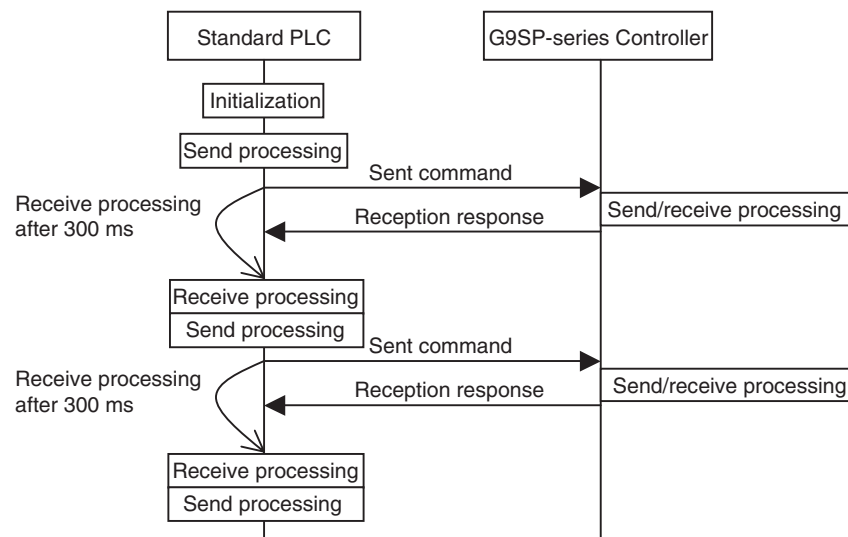 Standard PLC
G9SP-series Controller
Initialization
Send processing
Sent command
Receive processing
after 300 ms
Send/receive processing
Reception response
Receive processing
Send processing
Sent command
Receive processing
after 300 ms
Send/receive processing
Reception response
Receive processing
Send processing